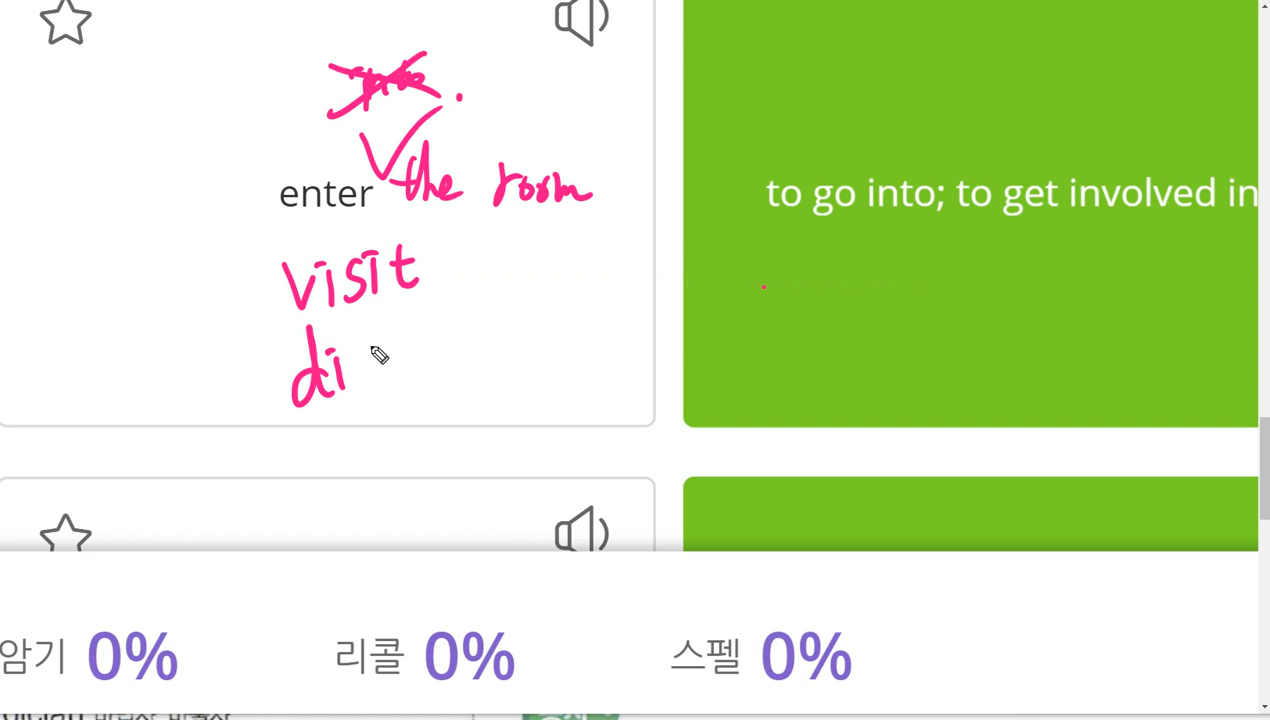 into
enter the room
to go into; to get involved in
visit
di
암기 0% 리콜 0% 스펠 0%